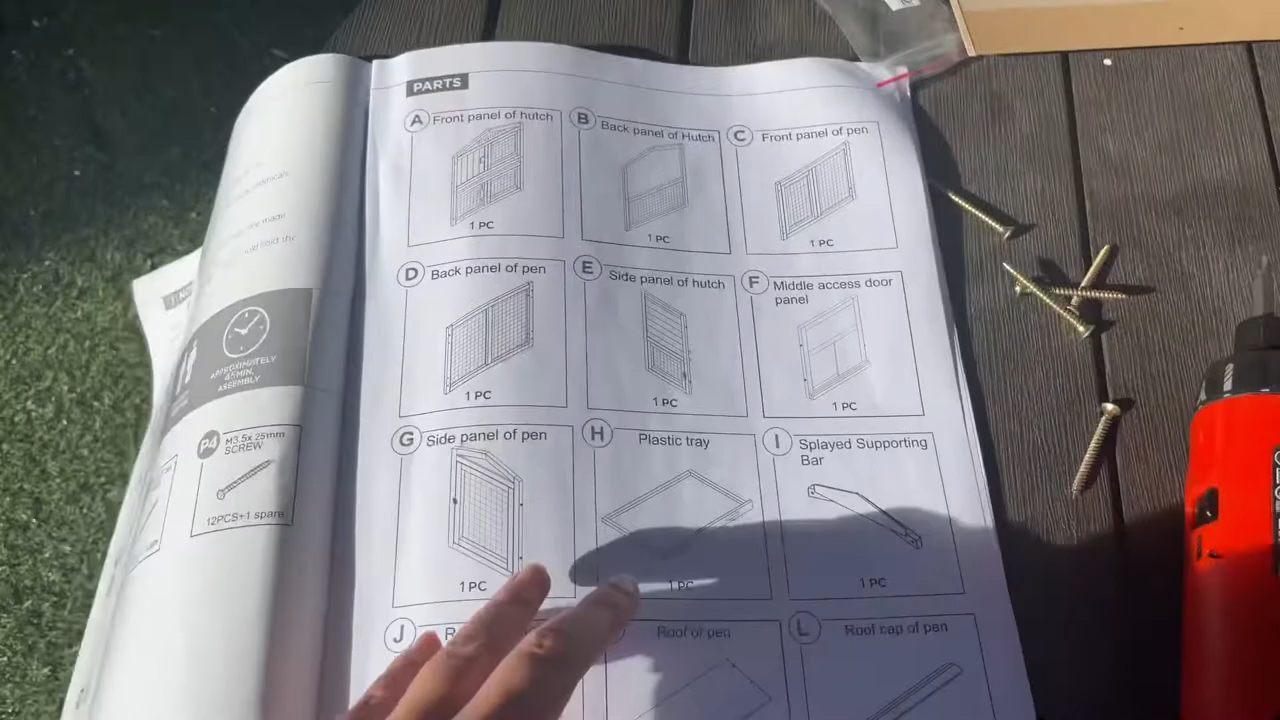 PARTS
A Front panel of hutch
1 PC
B Back panel of Hutch
1 PC
C Front panel of pen
1 PC
D Back panel of pen
1 PC
E Side panel of hutch
1 PC
F Middle access door
panel
1 PC
G Side panel of pen
1 PC
H Plastic tray
1 PC
I Splayed Supporting
Bar
1 PC
J R
Roof of pen
L Roof cap of pen
APPROXIMATELY
45MIN.
ASSEMBLY
P4 M3.5x 25mm
SCREW
12PCS+1 spare